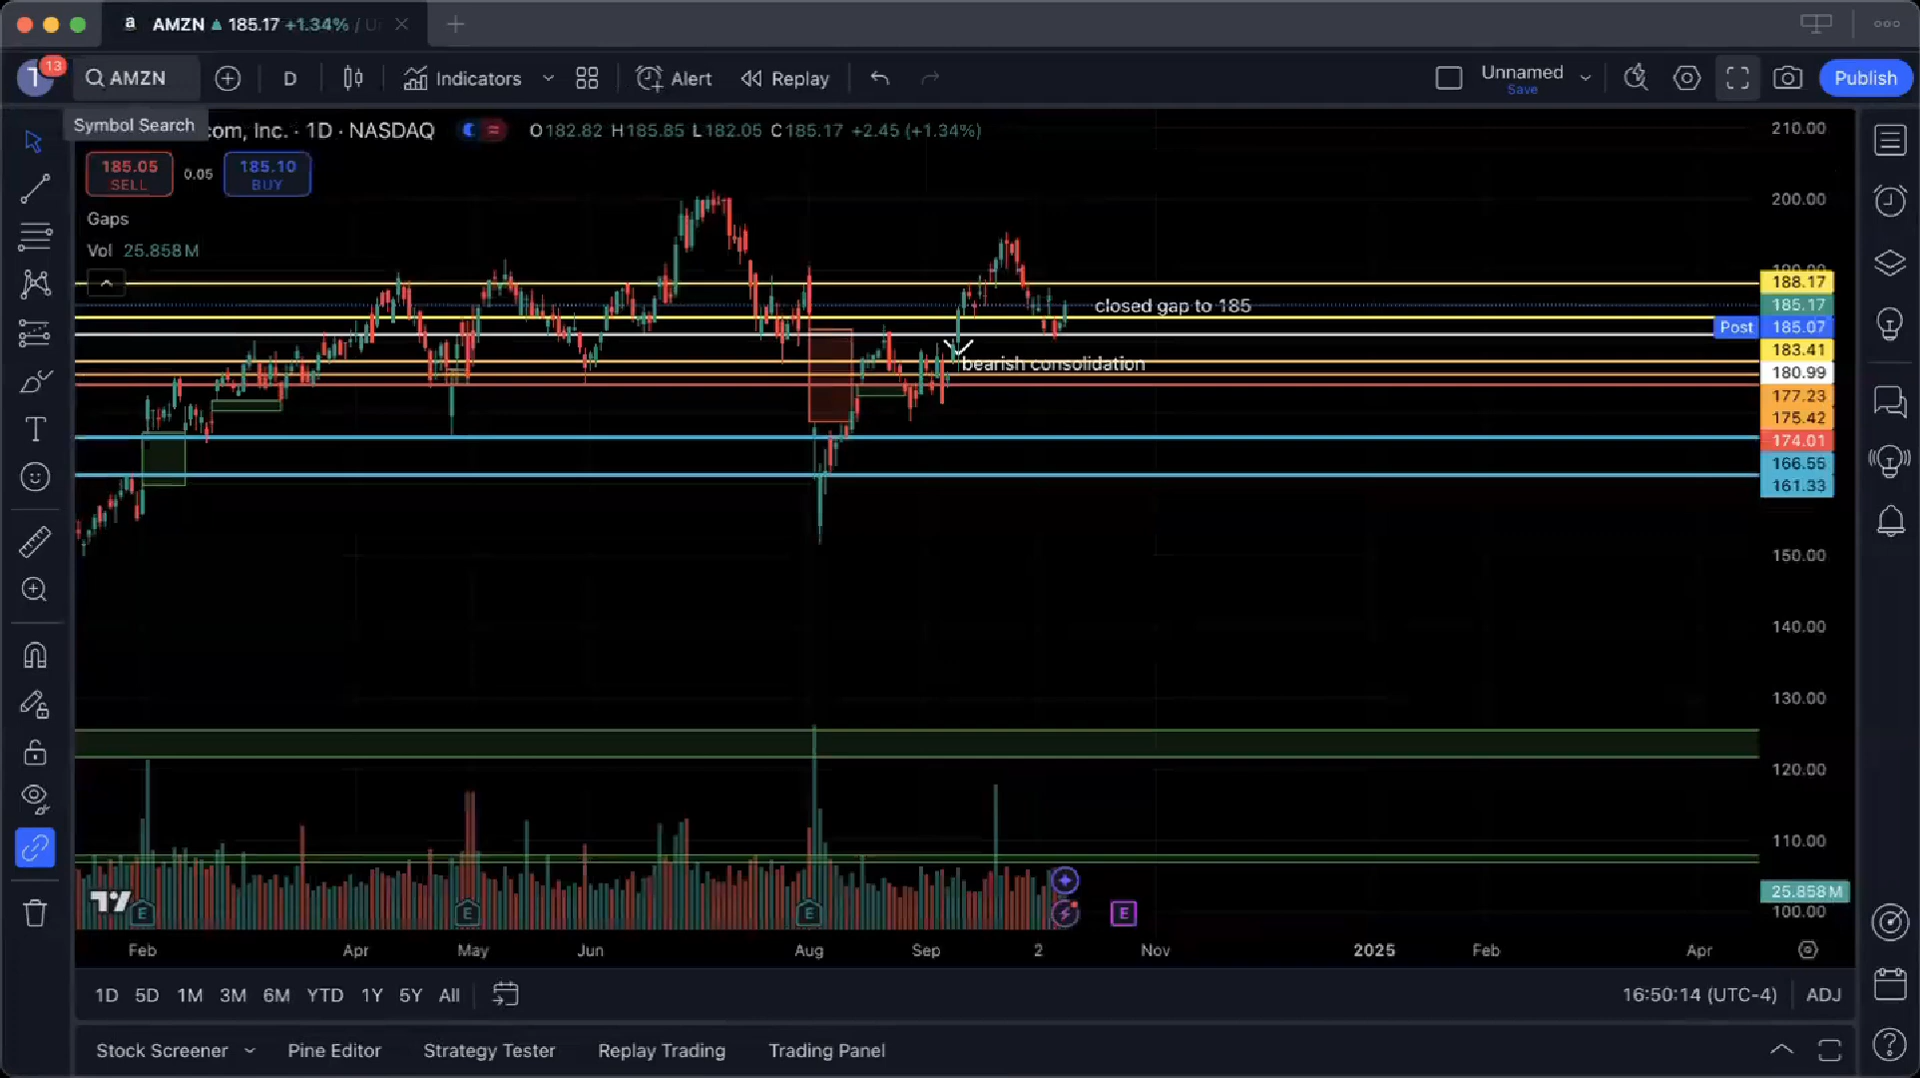 a AMZN ▲ 185.17 +1.34% / U
13
AMZN
D
Indicators
Alert
Replay
Unnamed
Save
Publish
Symbol Search
com, Inc. · 1D · NASDAQ
O182.82 H185.85 L182.05 C185.17 +2.45 (+1.34%)
185.05
SELL
0.05
185.10
BUY
Gaps
Vol 25.858M
closed gap to 185
bearish consolidation
210.00
200.00
190.00
188.17
185.17
Post 185.07
183.41
180.99
177.23
175.42
174.01
166.55
161.33
150.00
140.00
130.00
120.00
110.00
25.858M
100.00
E
E
E
E
Feb
Apr
May
Jun
Aug
Sep
2
Nov
2025
Feb
Apr
1D 5D 1M 3M 6M YTD 1Y 5Y All
16:50:14 (UTC-4)
ADJ
Stock Screener
Pine Editor
Strategy Tester
Replay Trading
Trading Panel